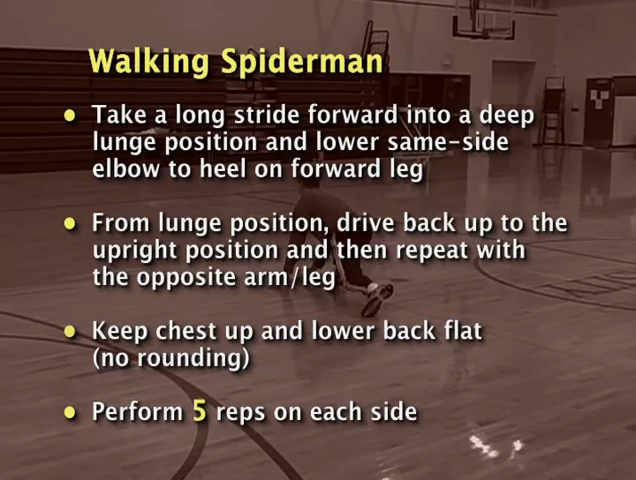 Walking Spiderman
• Take a long stride forward into a deep
lunge position and lower same-side
elbow to heel on forward leg
• From lunge position, drive back up to the
upright position and then repeat with
the opposite arm/leg
• Keep chest up and lower back flat
(no rounding)
• Perform 5 reps on each side